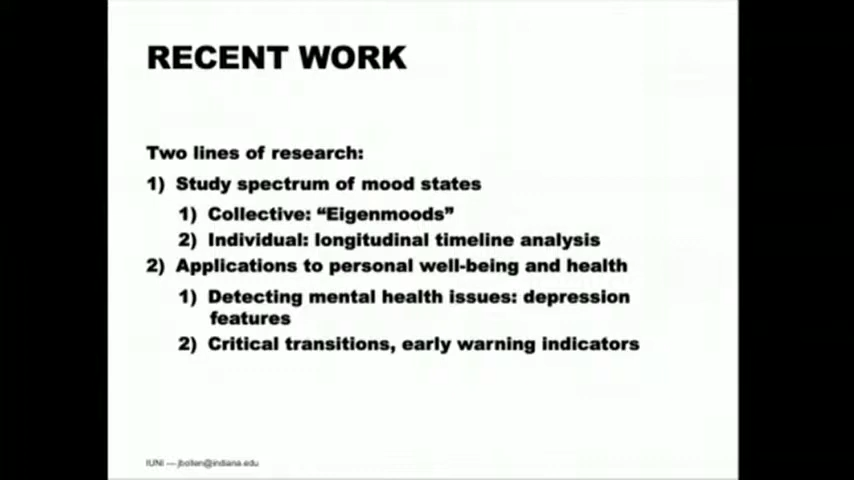 RECENT WORK
Two lines of research:
1) Study spectrum of mood states
1) Collective: “Eigenmoods”
2) Individual: longitudinal timeline analysis
2) Applications to personal well-being and health
1) Detecting mental health issues: depression
features
2) Critical transitions, early warning indicators
IUNI — jbollen@indiana.edu